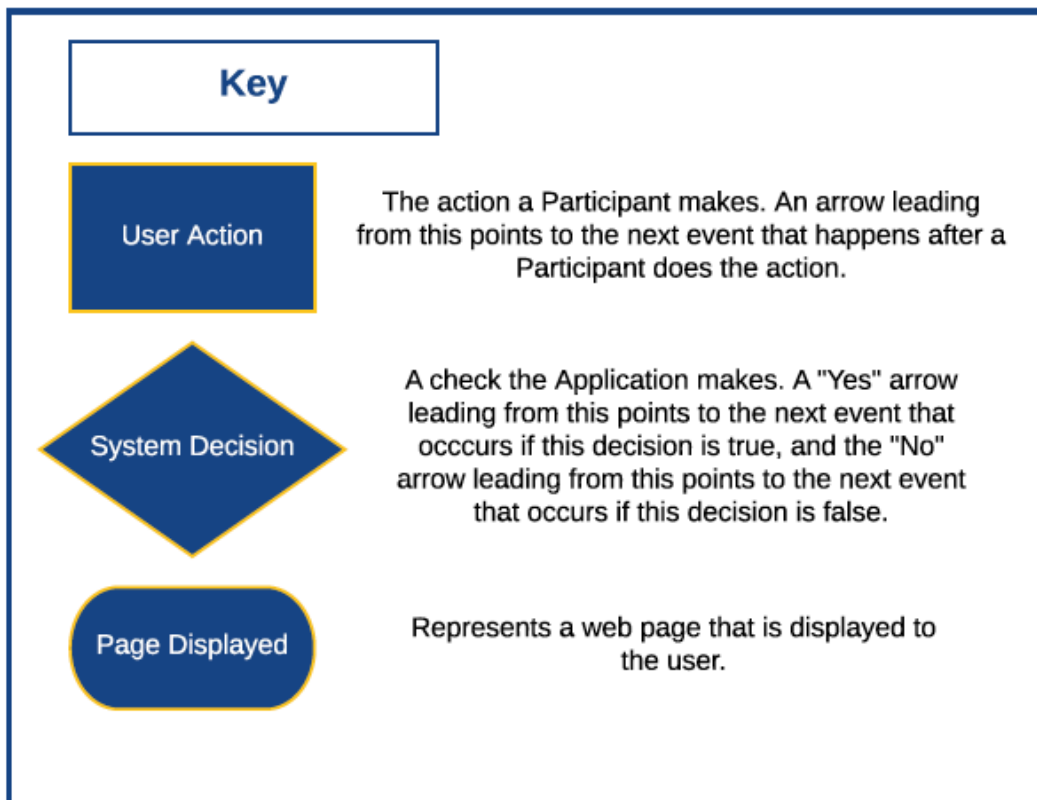 Key
User Action
The action a Participant makes. An arrow leading
from this points to the next event that happens after a
Participant does the action.
System Decision
A check the Application makes. A "Yes" arrow
leading from this points to the next event that
occcurs if this decision is true, and the "No"
arrow leading from this points to the next event
that occurs if this decision is false.
Page Displayed
Represents a web page that is displayed to
the user.